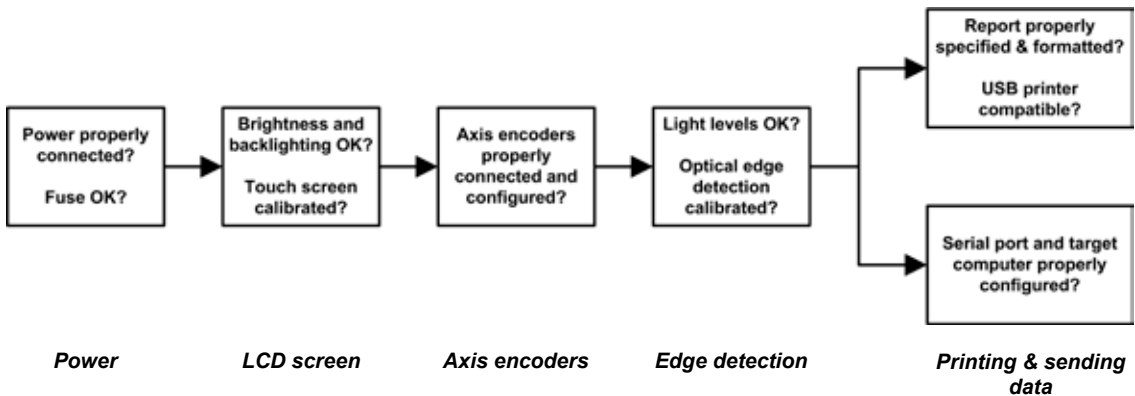 Power properly
connected?
Fuse OK?
Brightness and
backlighting OK?
Touch screen
calibrated?
Axis encoders
properly
connected and
configured?
Light levels OK?
Optical edge
detection
calibrated?
Report properly
specified & formatted?
USB printer
compatible?
Serial port and target
computer properly
configured?
Power
LCD screen
Axis encoders
Edge detection
Printing & sending
data